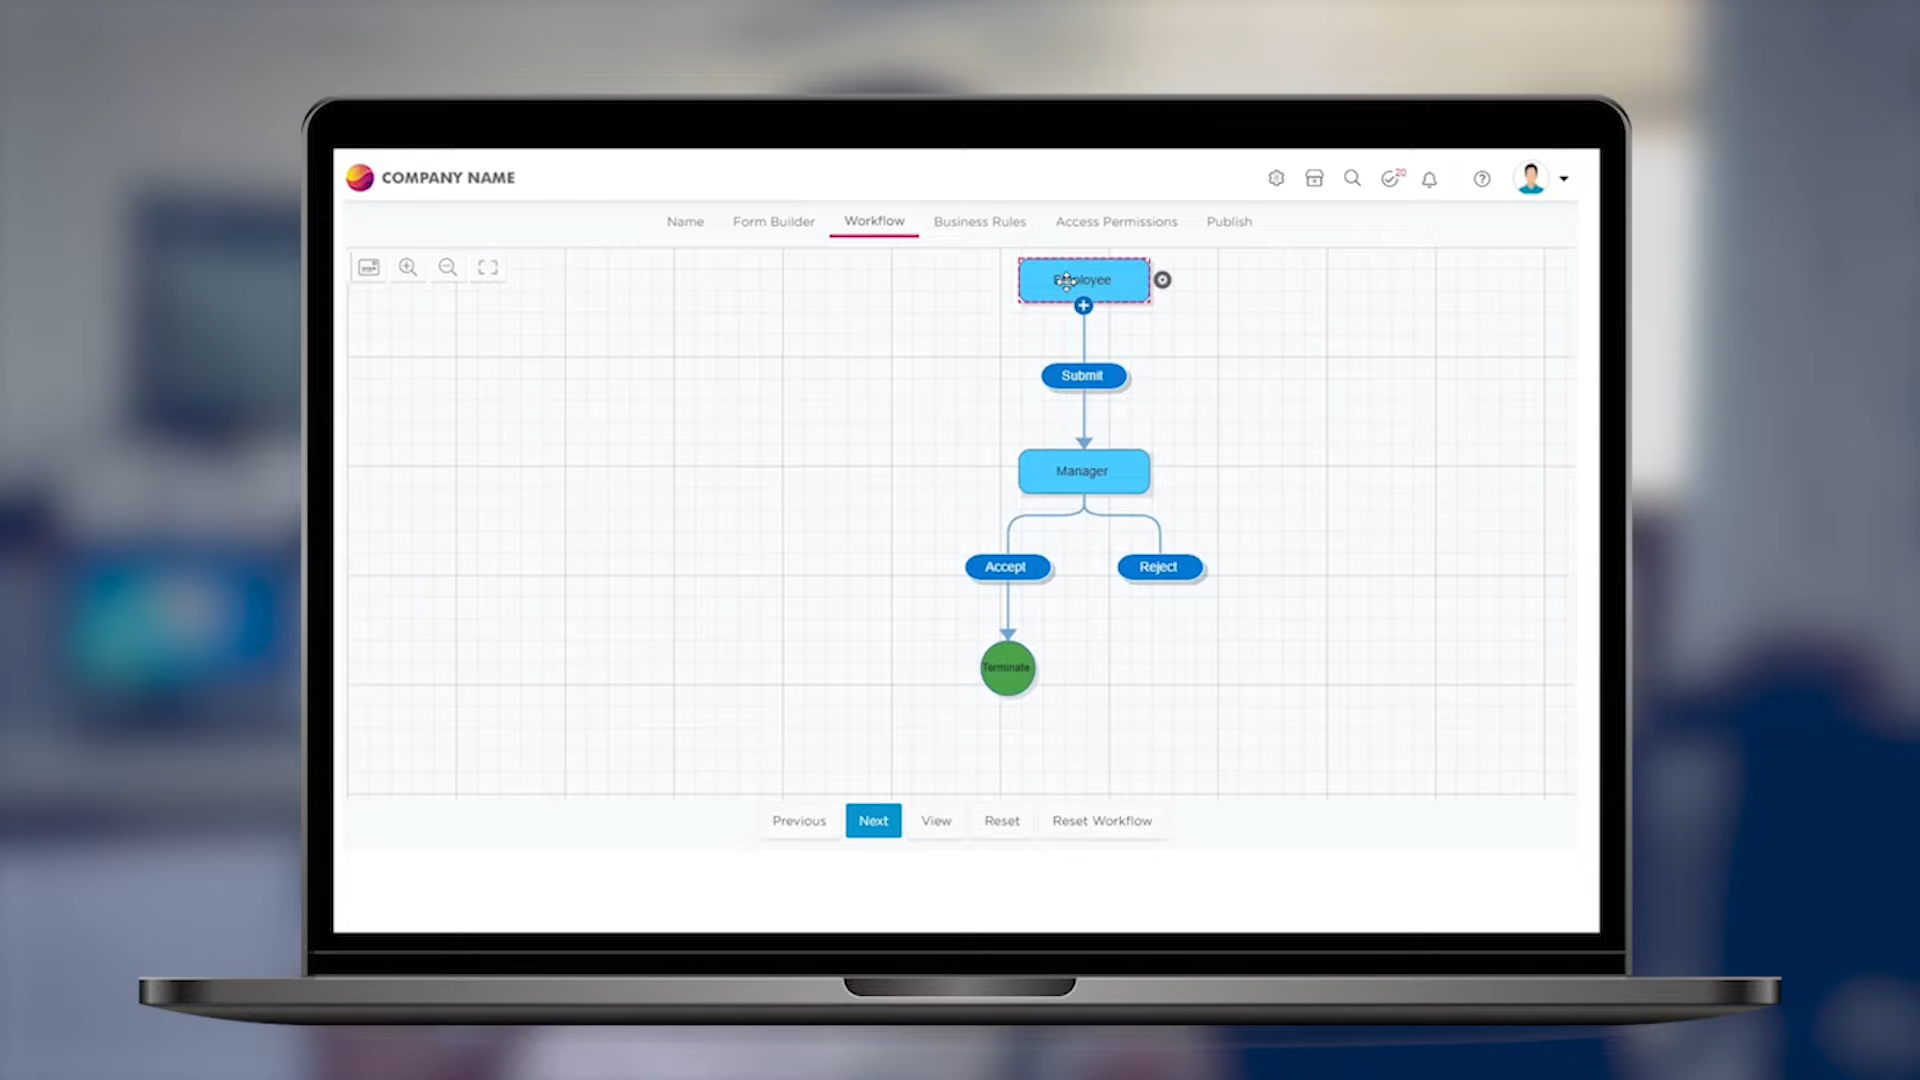 COMPANY NAME
20
Name Form Builder Workflow Business Rules Access Permissions Publish
Employee
Submit
Manager
Accept Reject
Terminate
Previous Next View Reset Reset Workflow